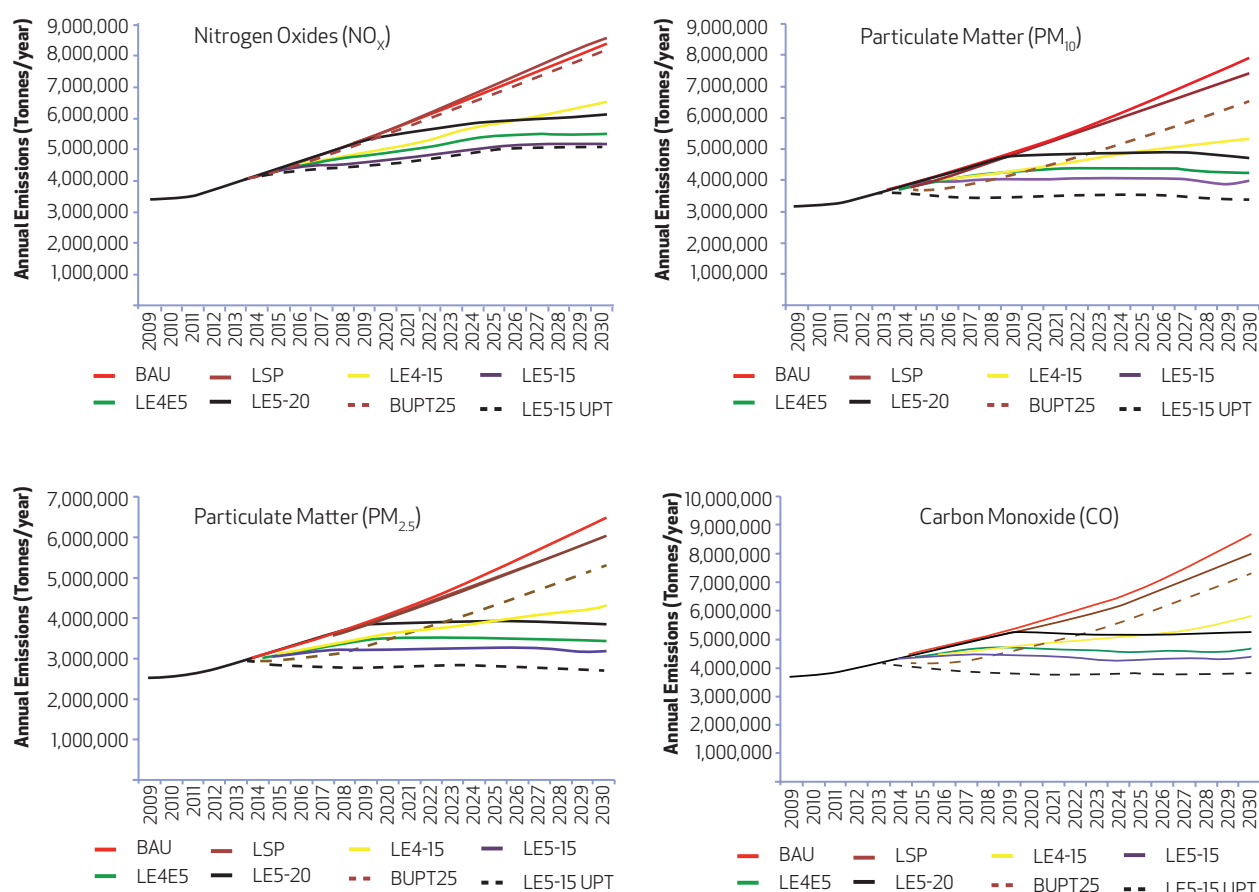 Nitrogen Oxides (NOX)
Annual Emissions (Tonnes/year)
9,000,000
8,000,000
7,000,000
6,000,000
5,000,000
4,000,000
3,000,000
2,000,000
1,000,000
2009 2010 2011 2012 2013 2014 2015 2016 2017 2018 2019 2020 2021 2022 2023 2024 2025 2026 2027 2028 2029 2030
BAU LSP LE4-15 LE5-15
LE4E5 LE5-20 BUPT25 LE5-15 UPT
Particulate Matter (PM10)
Annual Emissions (Tonnes/year)
9,000,000
8,000,000
7,000,000
6,000,000
5,000,000
4,000,000
3,000,000
2,000,000
1,000,000
2009 2010 2011 2012 2013 2014 2015 2016 2017 2018 2019 2020 2021 2022 2023 2024 2025 2026 2027 2028 2029 2030
BAU LSP LE4-15 LE5-15
LE4E5 LE5-20 BUPT25 LE5-15 UPT
Particulate Matter (PM2.5)
Annual Emissions (Tonnes/year)
7,000,000
6,000,000
5,000,000
4,000,000
3,000,000
2,000,000
1,000,000
2009 2010 2011 2012 2013 2014 2015 2016 2017 2018 2019 2020 2021 2022 2023 2024 2025 2026 2027 2028 2029 2030
BAU LSP LE4-15 LE5-15
LE4E5 LE5-20 BUPT25 LE5-15 UPT
Carbon Monoxide (CO)
Annual Emissions (Tonnes/year)
10,000,000
9,000,000
8,000,000
7,000,000
6,000,000
5,000,000
4,000,000
3,000,000
2,000,000
1,000,000
2009 2010 2011 2012 2013 2014 2015 2016 2017 2018 2019 2020 2021 2022 2023 2024 2025 2026 2027 2028 2029 2030
BAU LSP LE4-15 LE5-15
LE4E5 LE5-20 BUPT25 LE5-15 UPT